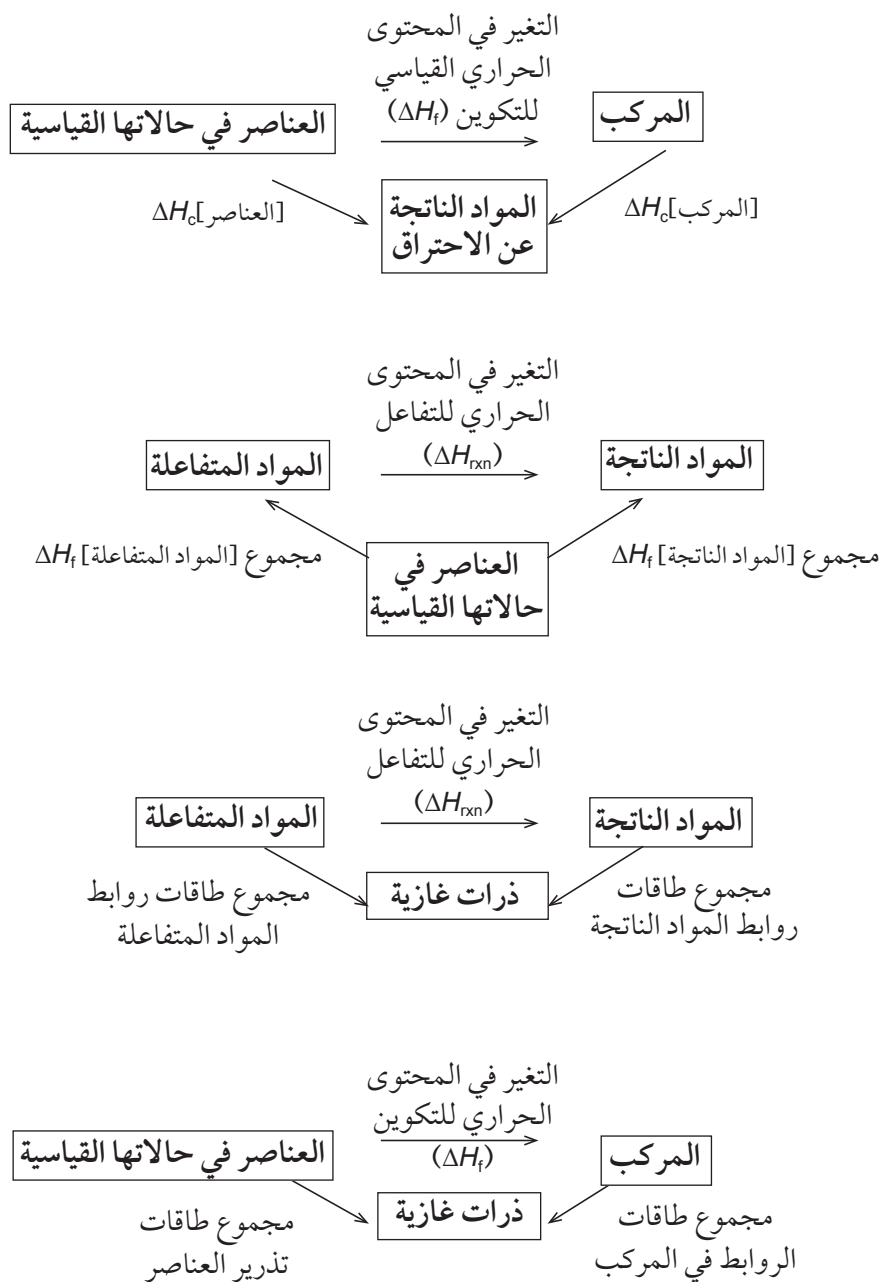 التغير في المحتوى
الحراري القياسي
للتكوين (ΔHf)
العناصر في حالاتها القياسية
المركب
ΔHc[العناصر]
المواد الناتجة
عن الاحتراق
ΔHc[المركب]
التغير في المحتوى
الحراري للتفاعل
(ΔHrxn)
المواد المتفاعلة
المواد الناتجة
مجموع [المواد المتفاعلة] ΔHf
العناصر في
حالاتها القياسية
مجموع [المواد الناتجة] ΔHf
التغير في المحتوى
الحراري للتفاعل
(ΔHrxn)
المواد المتفاعلة
المواد الناتجة
مجموع طاقات روابط
المواد المتفاعلة
ذرات غازية
مجموع طاقات
روابط المواد الناتجة
التغير في المحتوى
الحراري للتكوين
(ΔHf)
العناصر في حالاتها القياسية
المركب
مجموع طاقات
تذرير العناصر
ذرات غازية
مجموع طاقات
الروابط في المركب